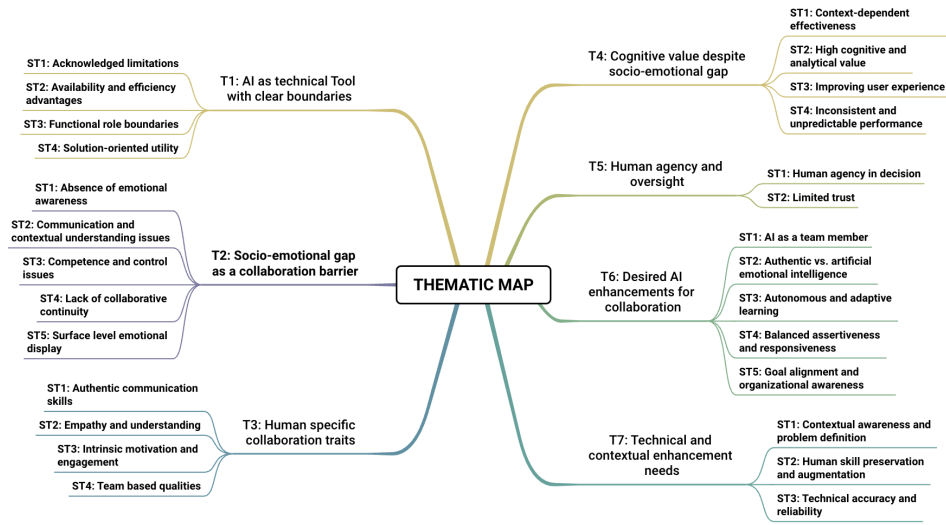 THEMATIC MAP
T1: AI as technical Tool
with clear boundaries
ST1: Acknowledged limitations
ST2: Availability and efficiency
advantages
ST3: Functional role boundaries
ST4: Solution-oriented utility
T2: Socio-emotional gap
as a collaboration barrier
ST1: Absence of emotional
awareness
ST2: Communication and
contextual understanding issues
ST3: Competence and control
issues
ST4: Lack of collaborative
continuity
ST5: Surface level emotional
display
T3: Human specific
collaboration traits
ST1: Authentic communication
skills
ST2: Empathy and understanding
ST3: Intrinsic motivation and
engagement
ST4: Team based qualities
T4: Cognitive value despite
socio-emotional gap
ST1: Context-dependent
effectiveness
ST2: High cognitive and
analytical value
ST3: Improving user experience
ST4: Inconsistent and
unpredictable performance
T5: Human agency and
oversight
ST1: Human agency in decision
ST2: Limited trust
T6: Desired AI
enhancements for
collaboration
ST1: AI as a team member
ST2: Authentic vs. artificial
emotional intelligence
ST3: Autonomous and adaptive
learning
ST4: Balanced assertiveness
and responsiveness
ST5: Goal alignment and
organizational awareness
T7: Technical and
contextual enhancement
needs
ST1: Contextual awareness and
problem definition
ST2: Human skill preservation
and augmentation
ST3: Technical accuracy and
reliability